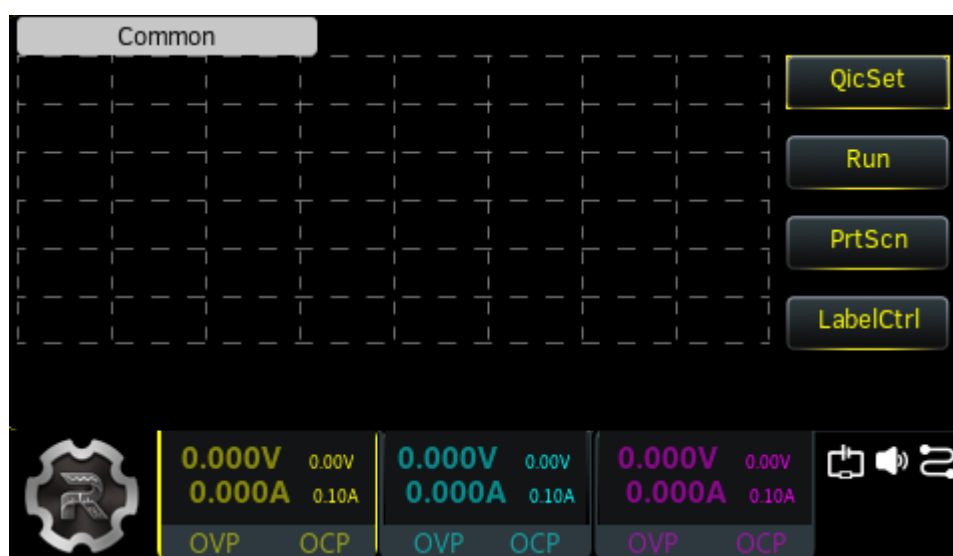 Common
QicSet
Run
PrtScn
LabelCtrl
0.000V 0.00V 0.000V 0.00V 0.000V 0.00V
0.000A 0.10A 0.000A 0.10A 0.000A 0.10A
R
OVP OCP OVP OCP OVP OCP